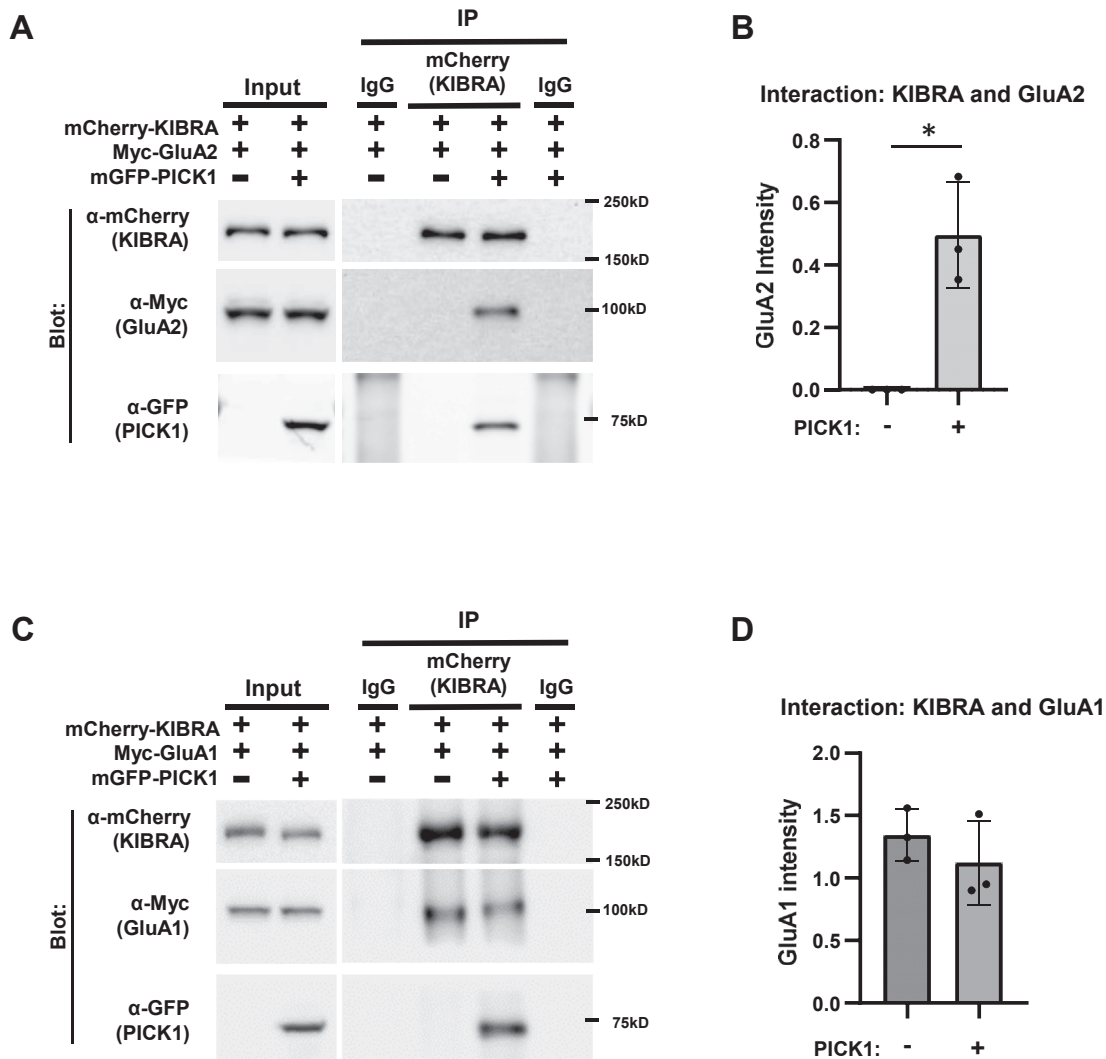 A
IP
mCherry
(KIBRA)
Input
IgG
IgG
mCherry-KIBRA + + + + + +
Myc-GluA2 + + + + + +
mGFP-PICK1 - + - - + +
Blot:
α-mCherry
(KIBRA)
250kD
150kD
α-Myc
(GluA2)
100kD
α-GFP
(PICK1)
75kD
B
Interaction: KIBRA and GluA2
*
GluA2 Intensity
0.8
0.6
0.4
0.2
0.0
PICK1: - +
C
IP
mCherry
(KIBRA)
Input
IgG
IgG
mCherry-KIBRA + + + + + +
Myc-GluA1 + + + + + +
mGFP-PICK1 - + - - + +
Blot:
α-mCherry
(KIBRA)
250kD
150kD
α-Myc
(GluA1)
100kD
α-GFP
(PICK1)
75kD
D
Interaction: KIBRA and GluA1
GluA1 intensity
2.0
1.5
1.0
0.5
0.0
PICK1: - +